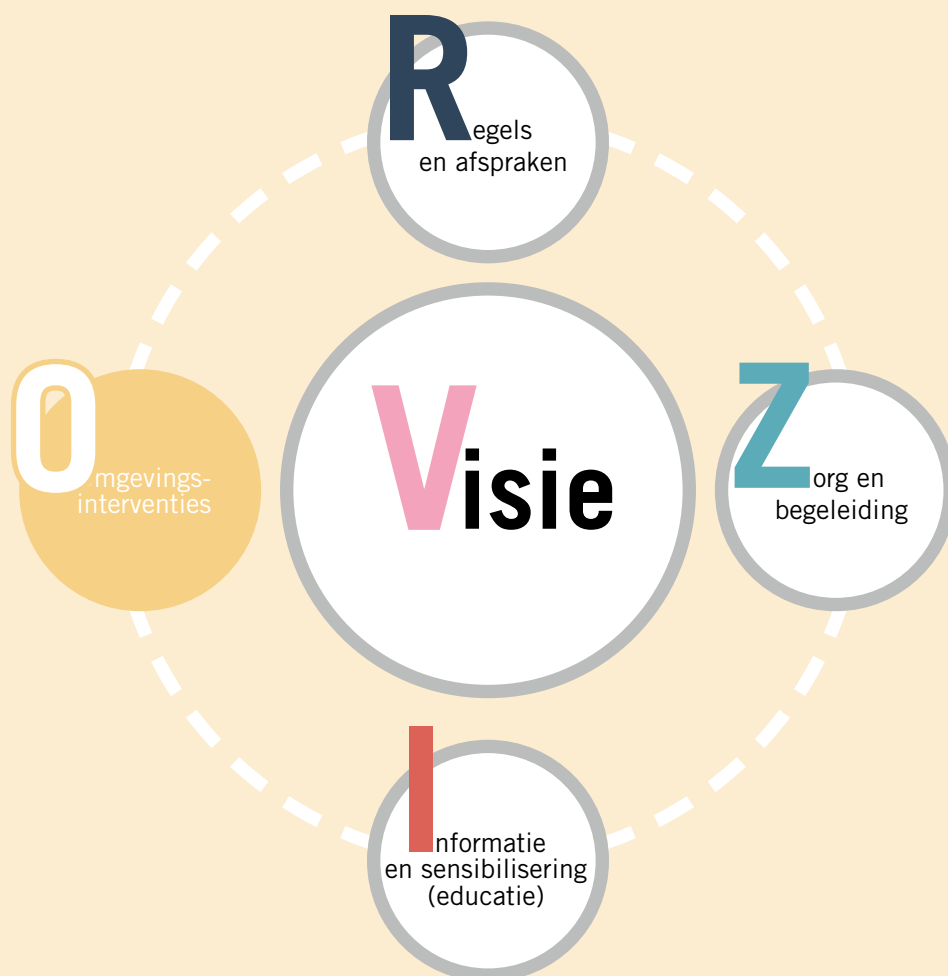 Regels
en afspraken
Omgevings-
interventies
Visie
Zorg en
begeleiding
Informatie
en sensibilisering
(educatie)